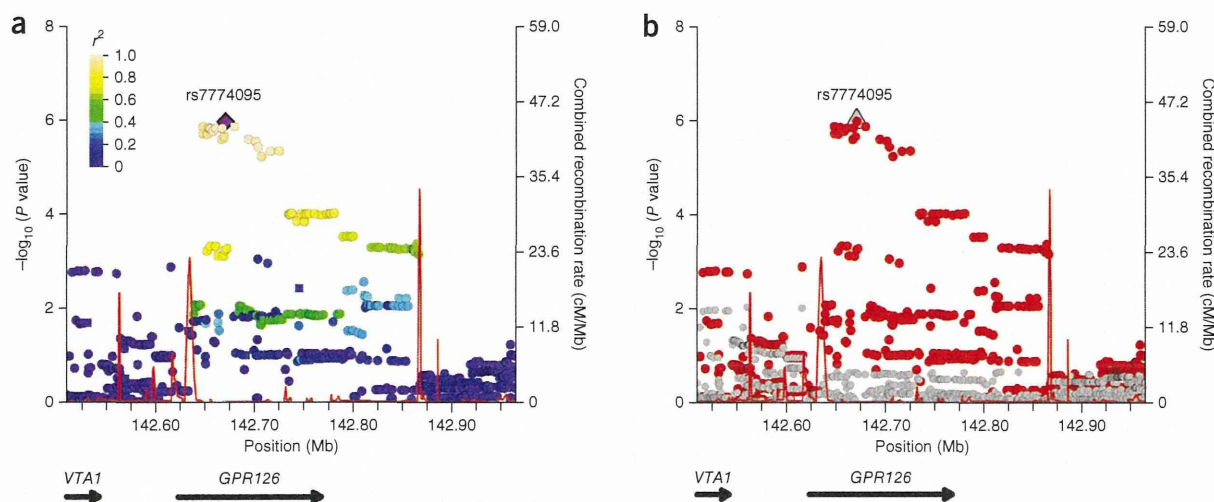 a
8
6
4
2
0
–log10 (P value)
r2
1.0
0.8
0.6
0.4
0.2
0
rs7774095
59.0
47.2
35.4
23.6
11.8
0
Combined recombination rate (cM/Mb)
142.60
142.70
142.80
142.90
Position (Mb)
VTA1
GPR126
b
8
6
4
2
0
–log10 (P value)
rs7774095
59.0
47.2
35.4
23.6
11.8
0
Combined recombination rate (cM/Mb)
142.60
142.70
142.80
142.90
Position (Mb)
VTA1
GPR126